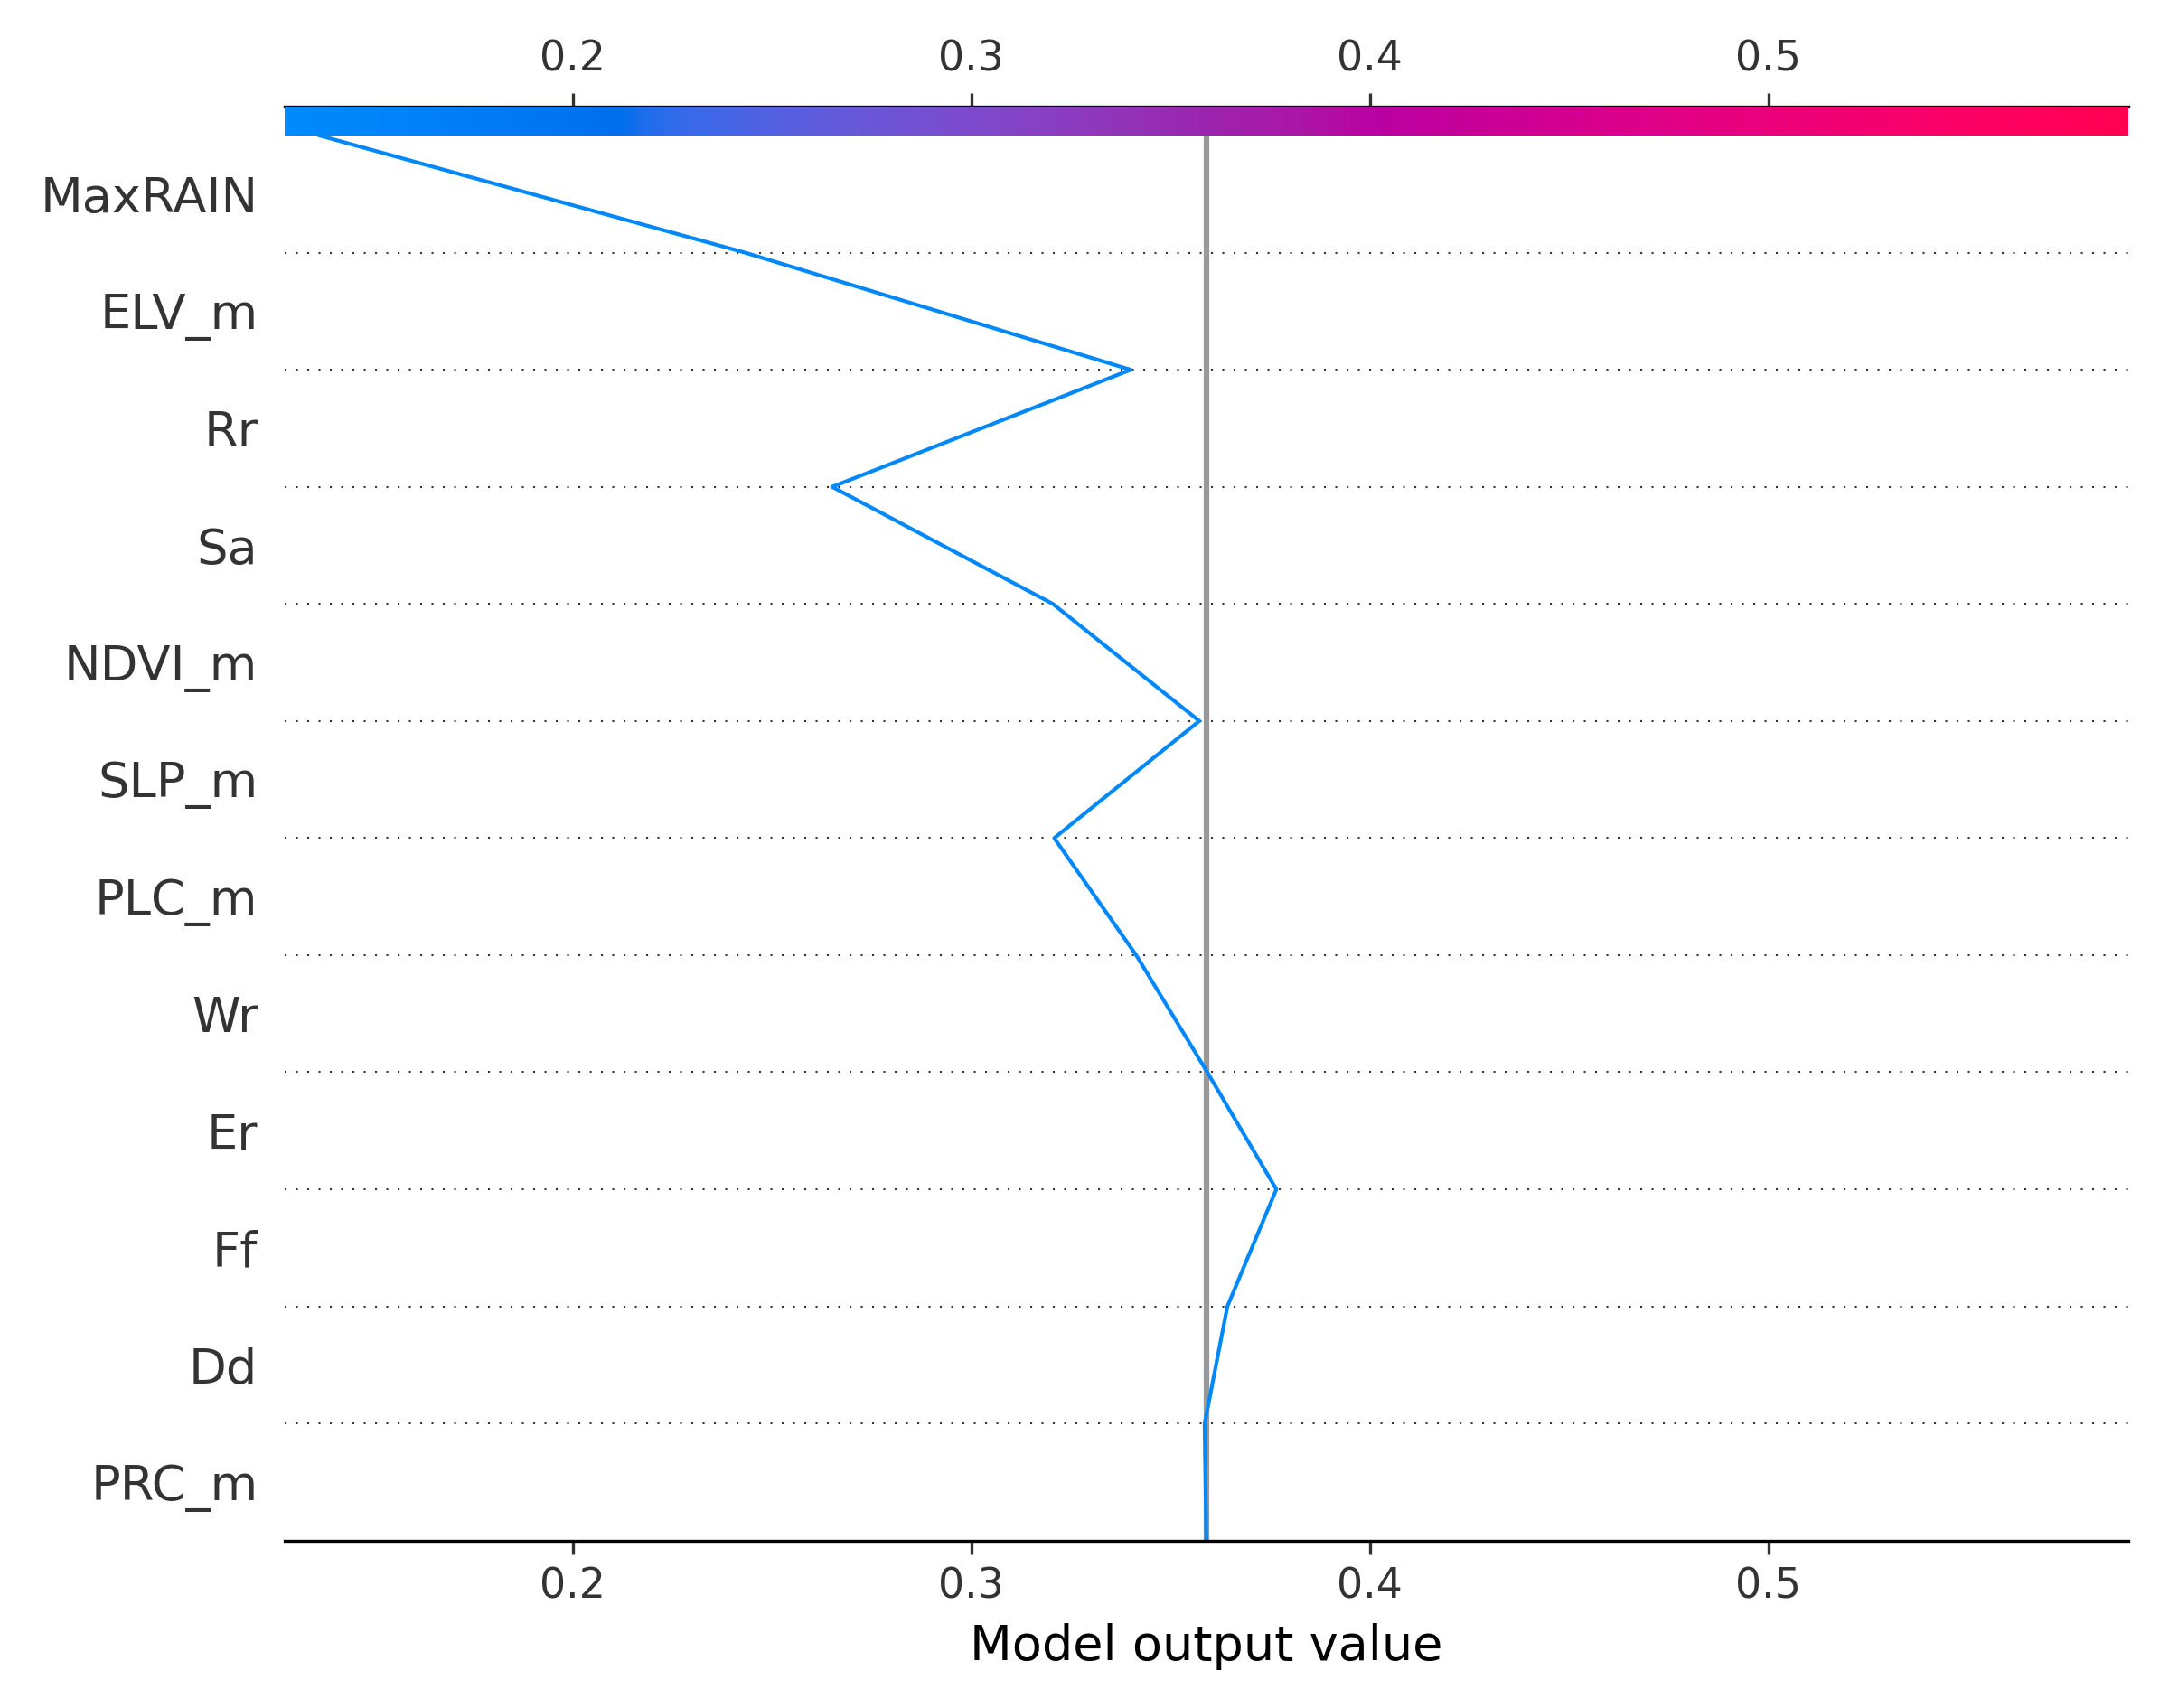 0.2 0.3 0.4 0.5
MaxRAIN
ELV_m
Rr
Sa
NDVI_m
SLP_m
PLC_m
Wr
Er
Ff
Dd
PRC_m
0.2 0.3 0.4 0.5
Model output value